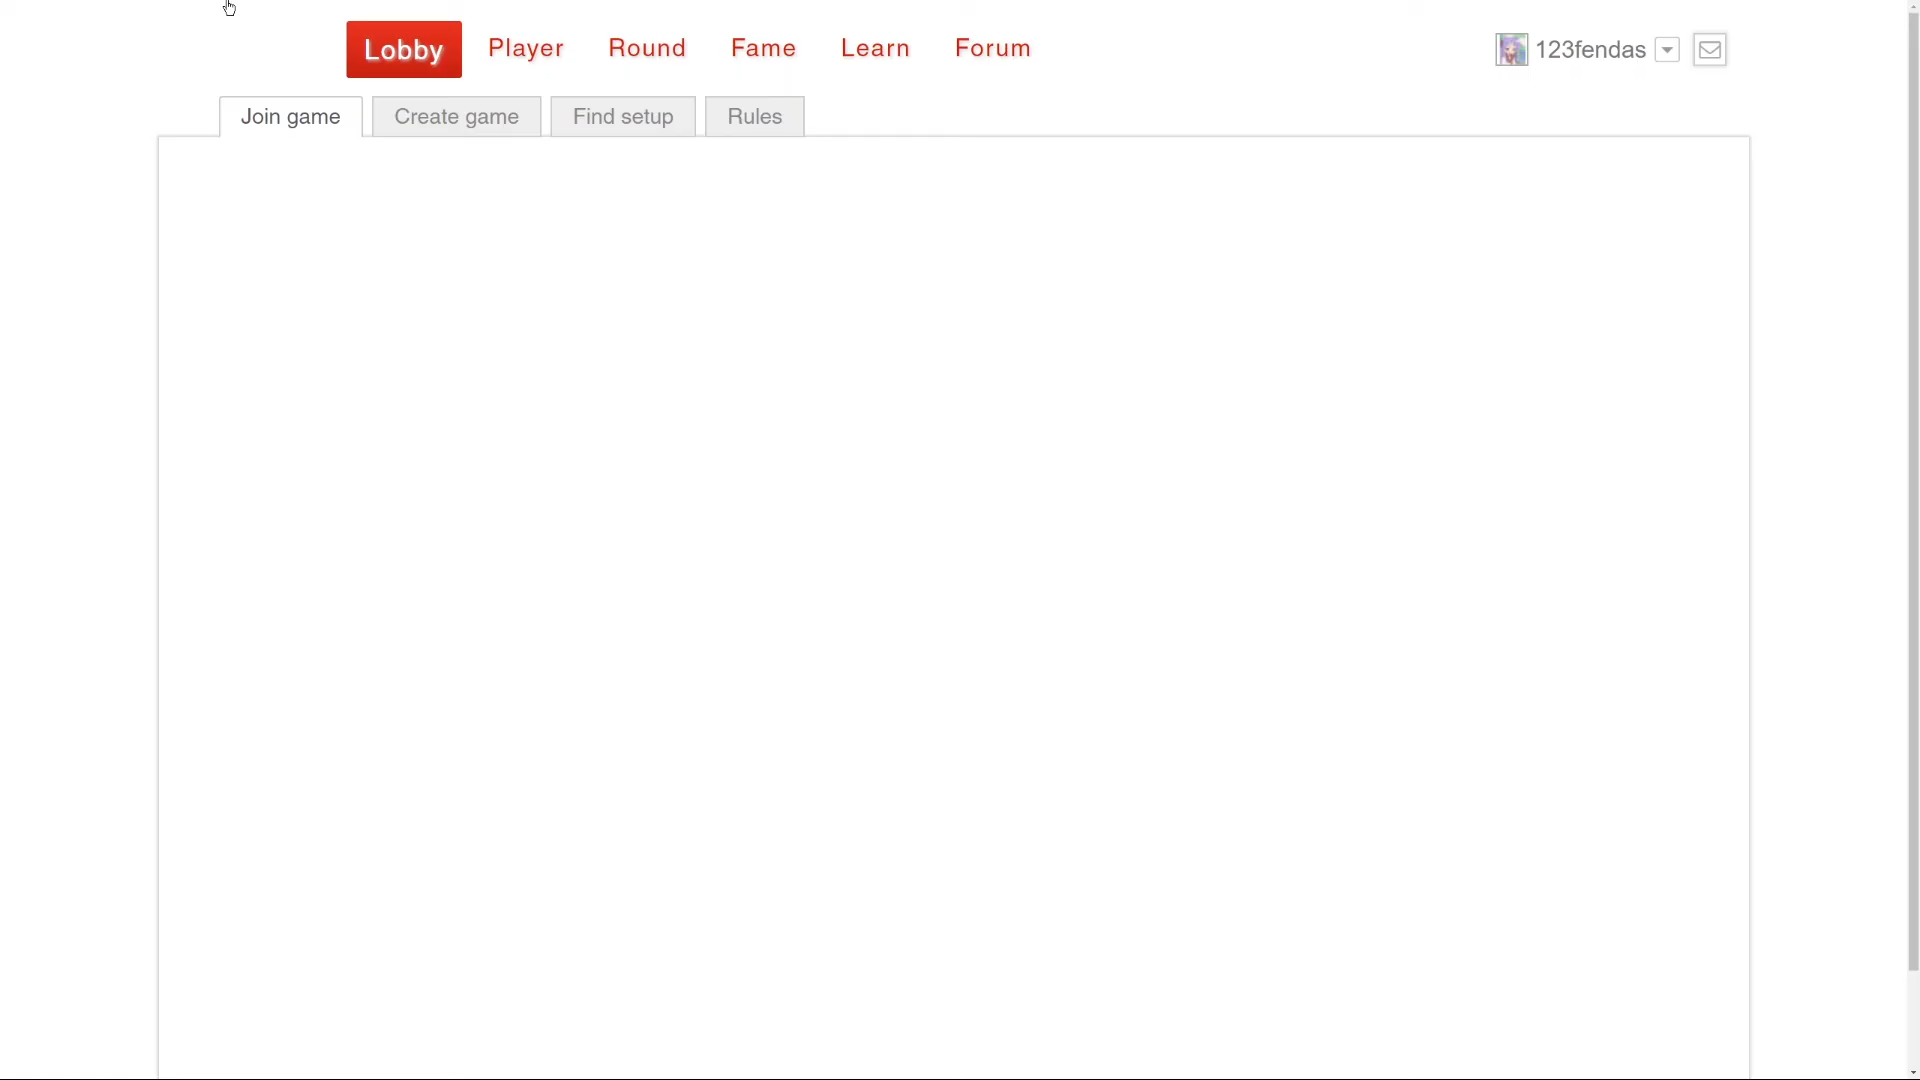 Lobby Player Round Fame Learn Forum 123fendas
Join game Create game Find setup Rules